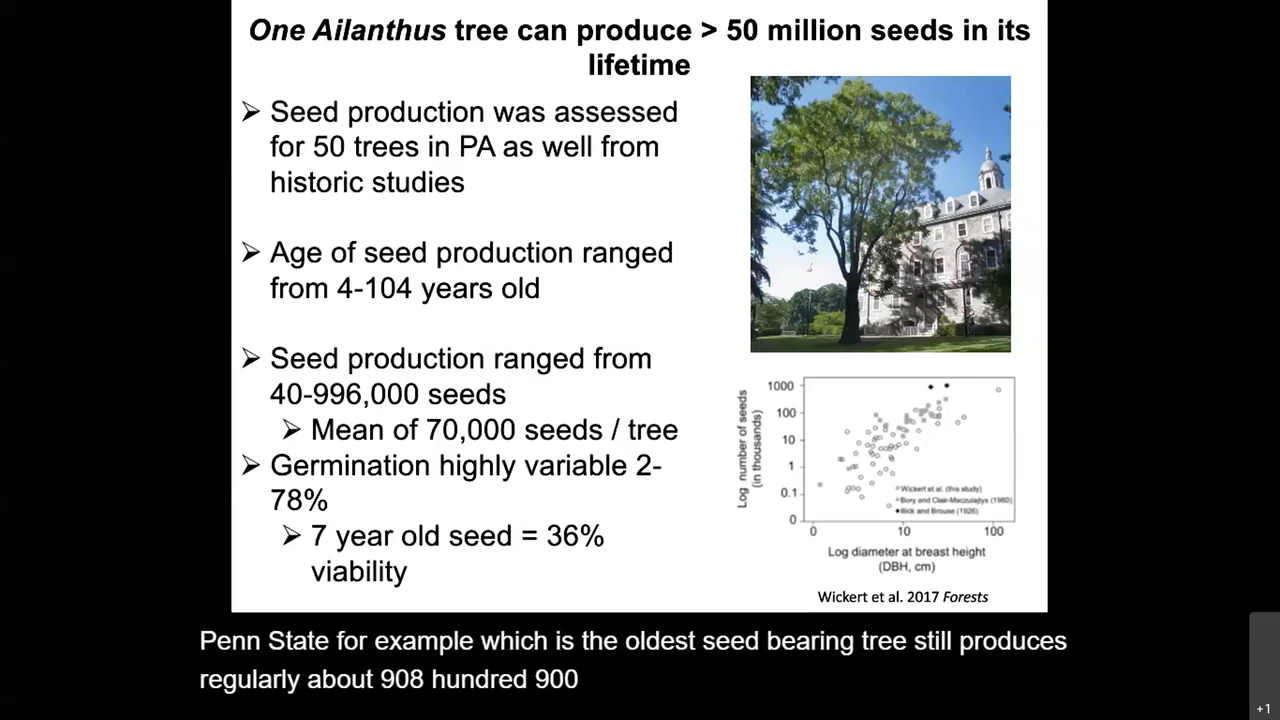 One Ailanthus tree can produce > 50 million seeds in its
lifetime
➢ Seed production was assessed
for 50 trees in PA as well from
historic studies
➢ Age of seed production ranged
from 4-104 years old
➢ Seed production ranged from
40-996,000 seeds
➢ Mean of 70,000 seeds / tree
➢ Germination highly variable 2-
78%
➢ 7 year old seed = 36%
viability
Log number of seeds
(in thousands)
1000
100
10
1
0.1
0
Wickert et al. (this study)
Bory and Clair-Maczulejtys (1980)
Illick and Brouse (1926)
0 10 100
Log diameter at breast height
(DBH, cm)
Wickert et al. 2017 Forests
Penn State for example which is the oldest seed bearing tree still produces
regularly about 908 hundred 900
+1